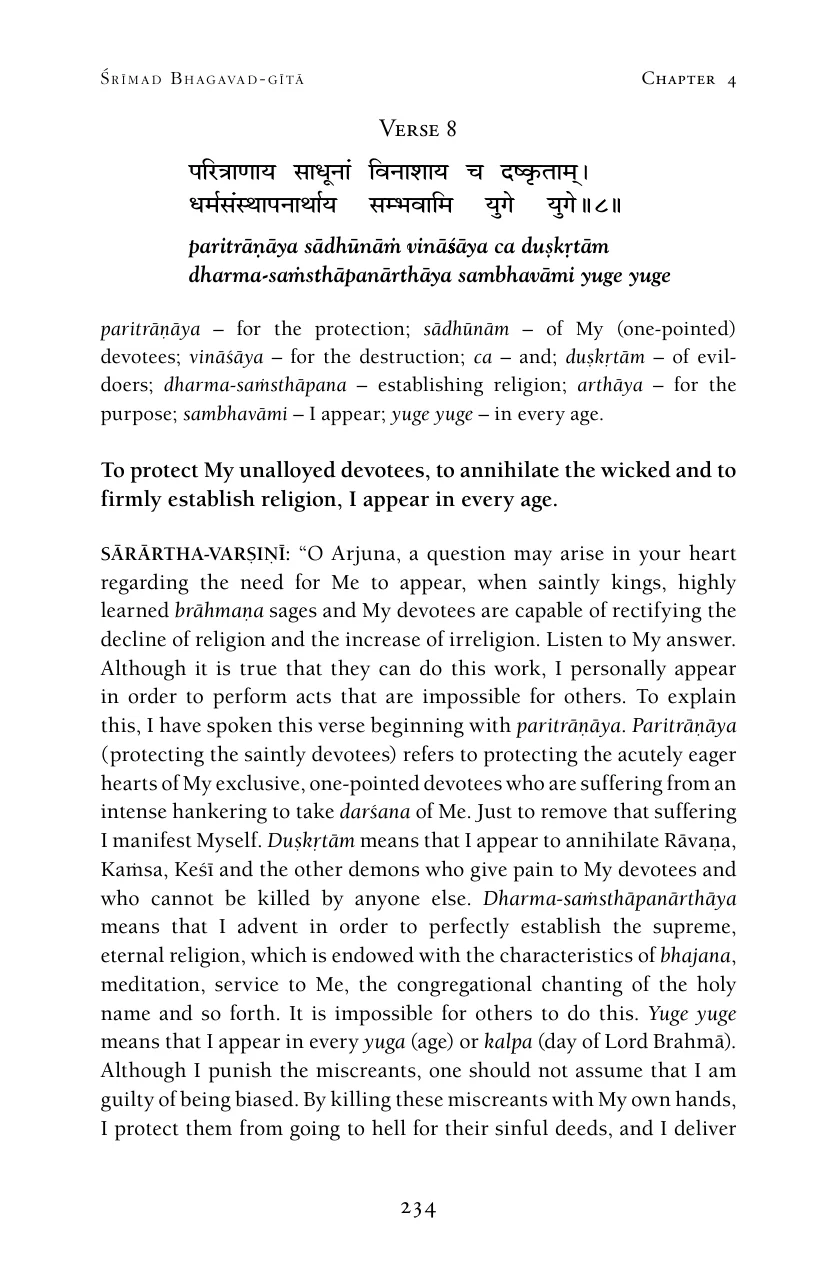 Śrīmad Bhagavad-gītā Chapter 4
Verse 8
परित्राणाय साधूनां विनाशाय च दष्कृताम्।
धर्मसंस्थापनार्थाय सम्भवामि युगे युगे॥८॥
paritrāṇāya sādhūnāṁ vināśāya ca duṣkṛtām
dharma-saṁsthāpanārthāya sambhavāmi yuge yuge
paritrāṇāya – for the protection; sādhūnām – of My (one-pointed)
devotees; vināśāya – for the destruction; ca – and; duṣkṛtām – of evil-
doers; dharma-saṁsthāpana – establishing religion; arthāya – for the
purpose; sambhavāmi – I appear; yuge yuge – in every age.
To protect My unalloyed devotees, to annihilate the wicked and to
firmly establish religion, I appear in every age.
SĀRĀRTHA-VARṢIṆĪ: “O Arjuna, a question may arise in your heart
regarding the need for Me to appear, when saintly kings, highly
learned brāhmaṇa sages and My devotees are capable of rectifying the
decline of religion and the increase of irreligion. Listen to My answer.
Although it is true that they can do this work, I personally appear
in order to perform acts that are impossible for others. To explain
this, I have spoken this verse beginning with paritrāṇāya. Paritrāṇāya
(protecting the saintly devotees) refers to protecting the acutely eager
hearts of My exclusive, one-pointed devotees who are suffering from an
intense hankering to take darśana of Me. Just to remove that suffering
I manifest Myself. Duṣkṛtām means that I appear to annihilate Rāvaṇa,
Kaṁsa, Keśī and the other demons who give pain to My devotees and
who cannot be killed by anyone else. Dharma-saṁsthāpanārthāya
means that I advent in order to perfectly establish the supreme,
eternal religion, which is endowed with the characteristics of bhajana,
meditation, service to Me, the congregational chanting of the holy
name and so forth. It is impossible for others to do this. Yuge yuge
means that I appear in every yuga (age) or kalpa (day of Lord Brahmā).
Although I punish the miscreants, one should not assume that I am
guilty of being biased. By killing these miscreants with My own hands,
I protect them from going to hell for their sinful deeds, and I deliver
234